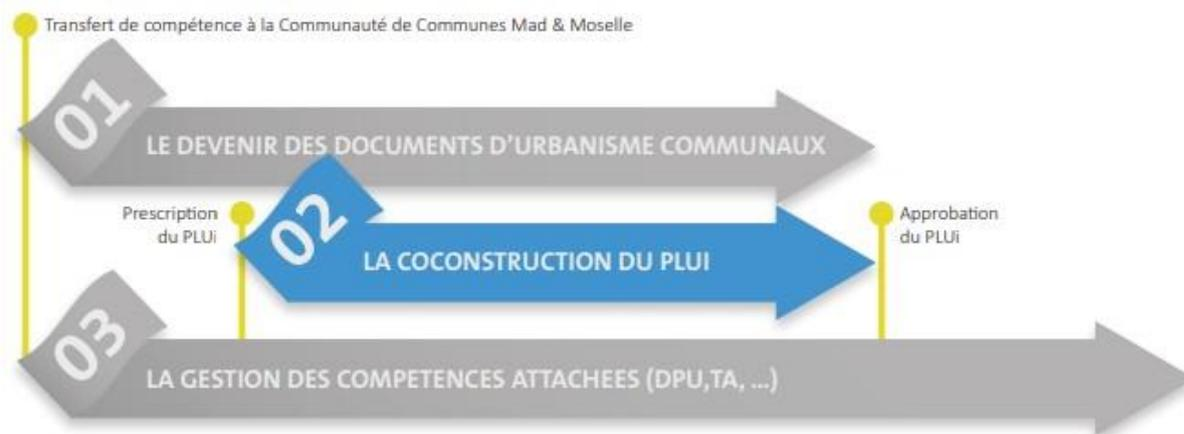 Transfert de compétence à la Communauté de Communes Mad & Moselle
01
LE DEVENIR DES DOCUMENTS D'URBANISME COMMUNAUX
Prescription
du PLUi
02
LA COCONSTRUCTION DU PLUI
Approbation
du PLUi
03
LA GESTION DES COMPETENCES ATTACHEES (DPU,TA, ...)